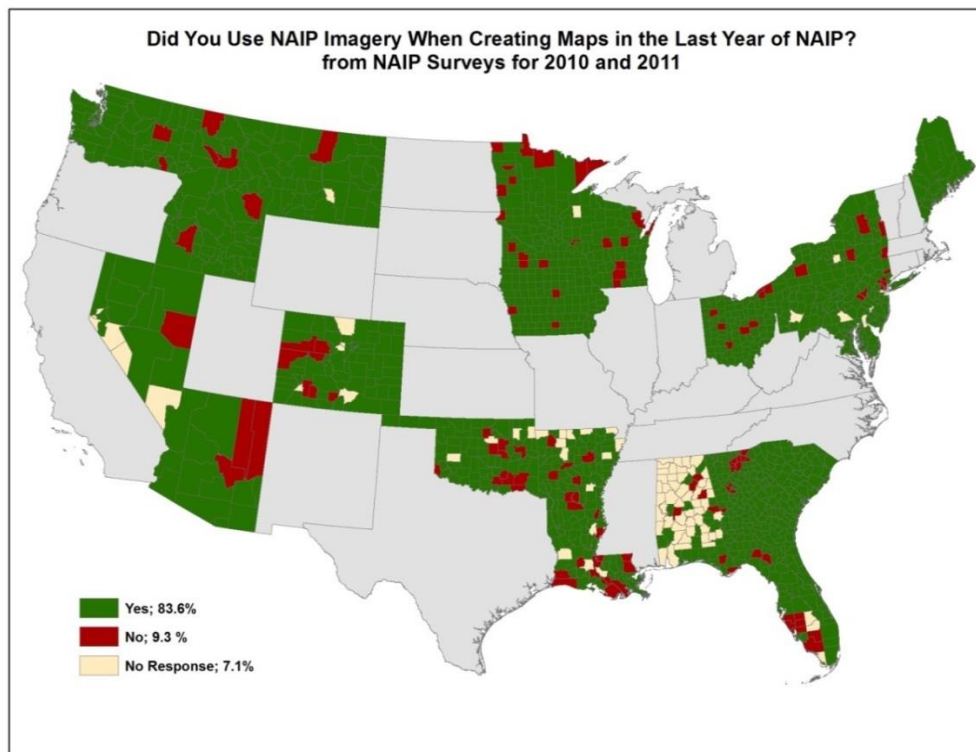 Did You Use NAIP Imagery When Creating Maps in the Last Year of NAIP?
from NAIP Surveys for 2010 and 2011
Yes; 83.6%
No; 9.3 %
No Response; 7.1%